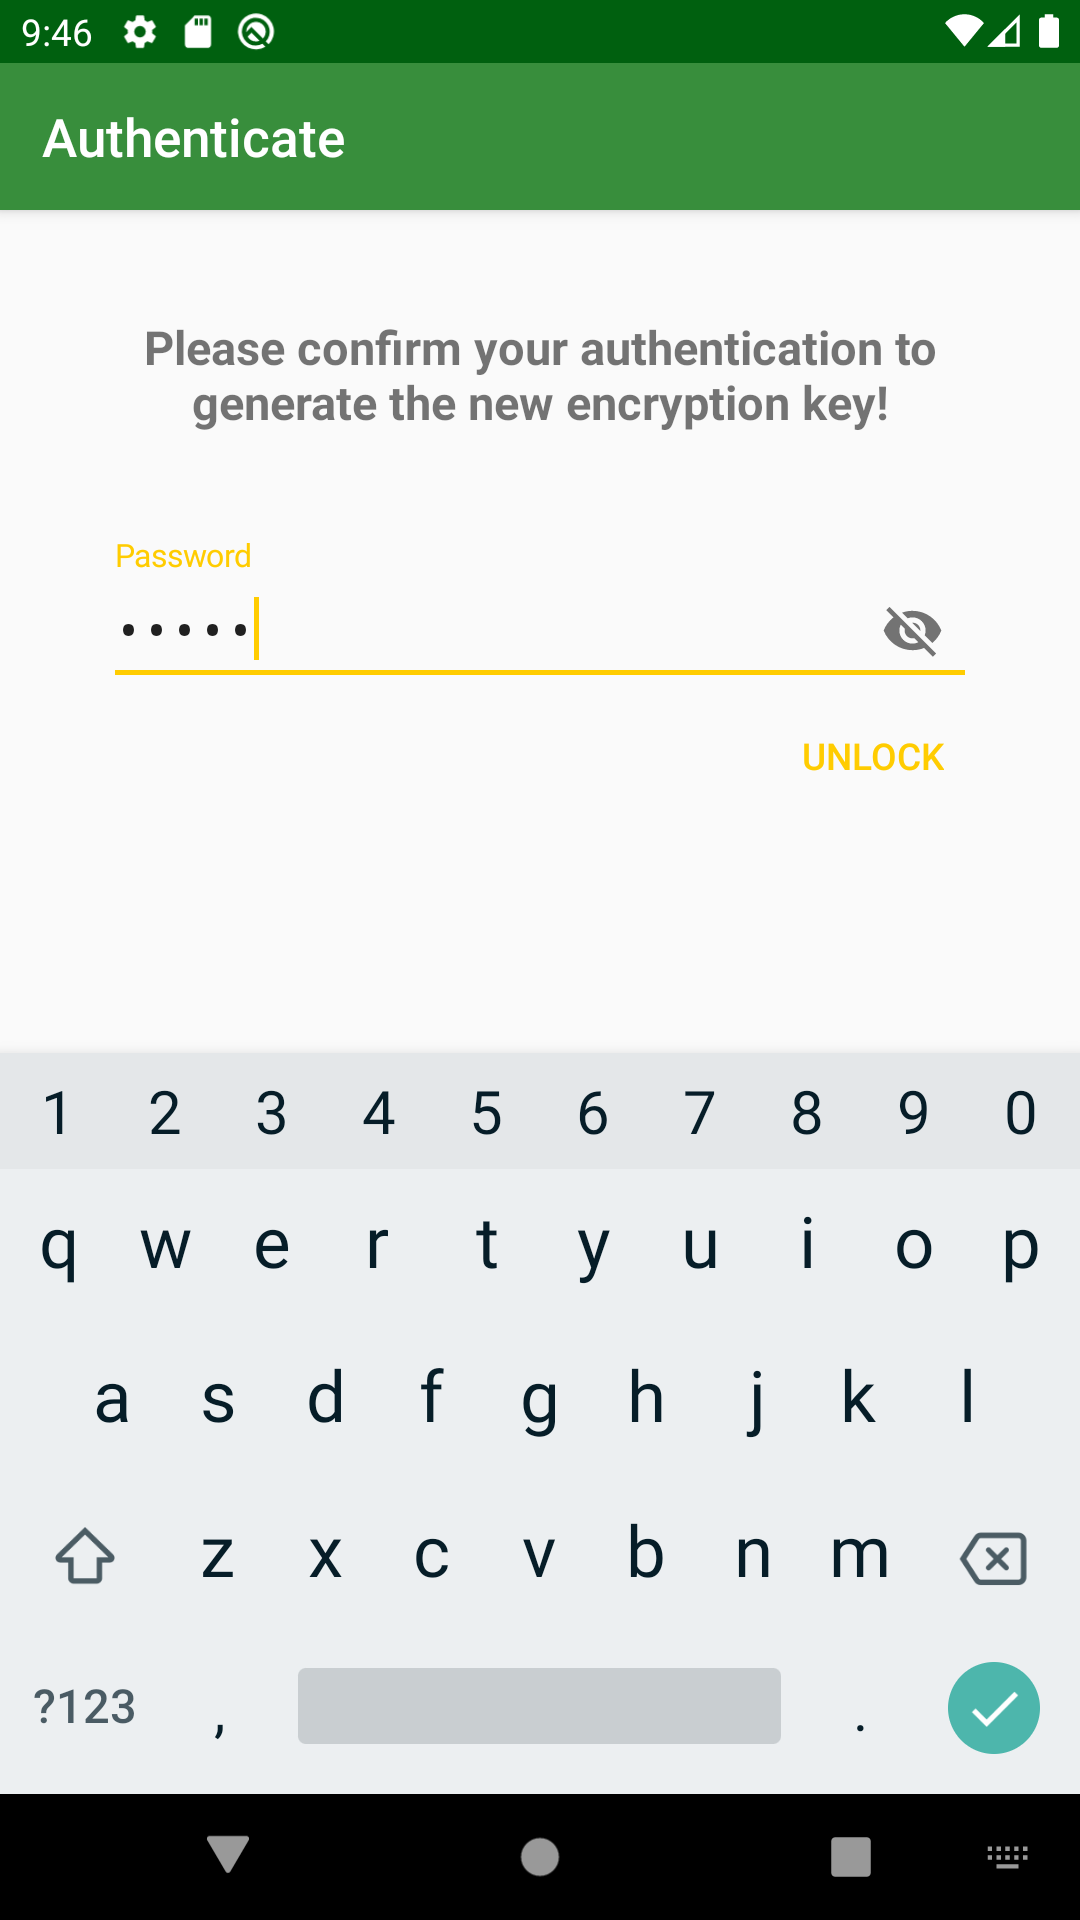 9:46
Authenticate
Please confirm your authentication to
generate the new encryption key!
Password
•••••
UNLOCK
1 2 3 4 5 6 7 8 9 0
q w e r t y u i o p
a s d f g h j k l
z x c v b n m
?123 , .